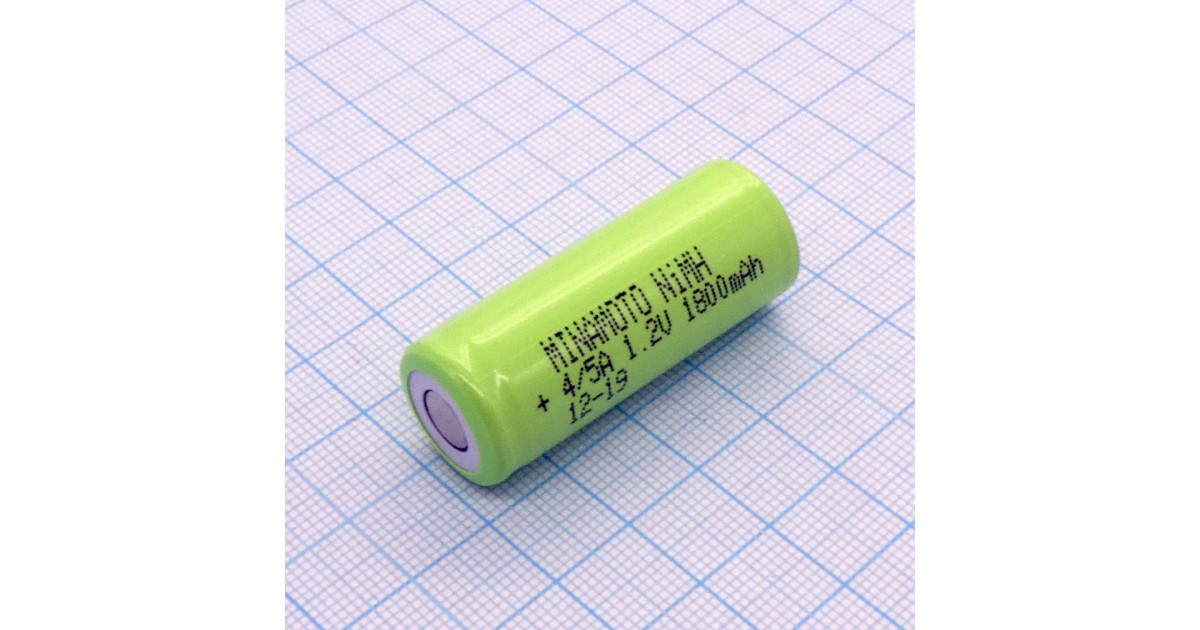 MINAMOTO NiMH
+ 4/5A 1.2V 1800mAh
12-19